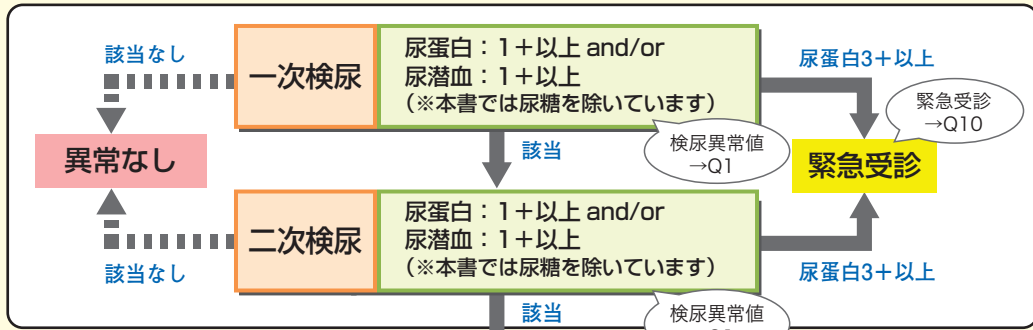 該当なし
一次検尿
尿蛋白：1＋以上 and/or
尿潜血：1＋以上
（※本書では尿糖を除いています）
尿蛋白3＋以上
緊急受診
→Q10
検尿異常値
→Q1
異常なし
該当
緊急受診
二次検尿
尿蛋白：1＋以上 and/or
尿潜血：1＋以上
（※本書では尿糖を除いています）
該当なし
尿蛋白3＋以上
該当
検尿異常値